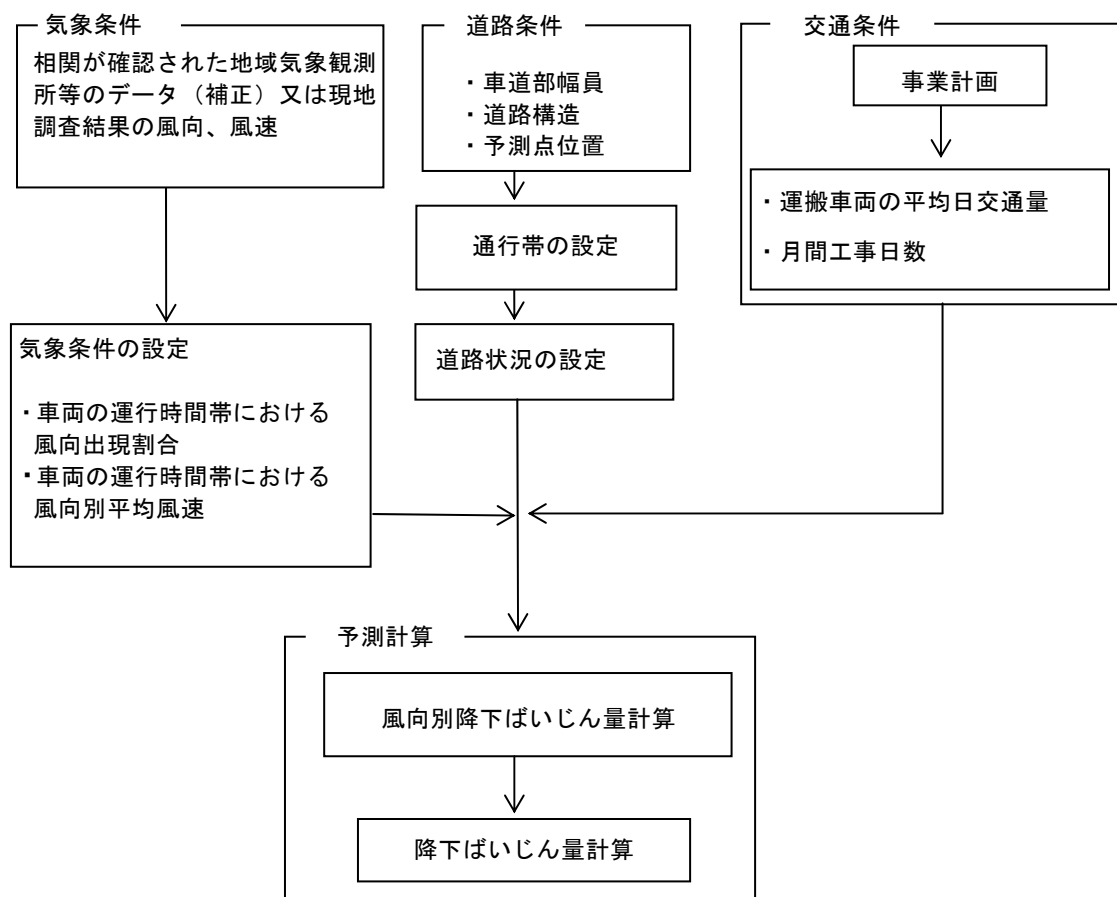 気象条件
相関が確認された地域気象観測
所等のデータ（補正）又は現地
調査結果の風向、風速
道路条件
・車道部幅員
・道路構造
・予測点位置
交通条件
事業計画
・運搬車両の平均日交通量
・月間工事日数
通行帯の設定
道路状況の設定
気象条件の設定
・車両の運行時間帯における
風向出現割合
・車両の運行時間帯における
風向別平均風速
予測計算
風向別降下ばいじん量計算
降下ばいじん量計算